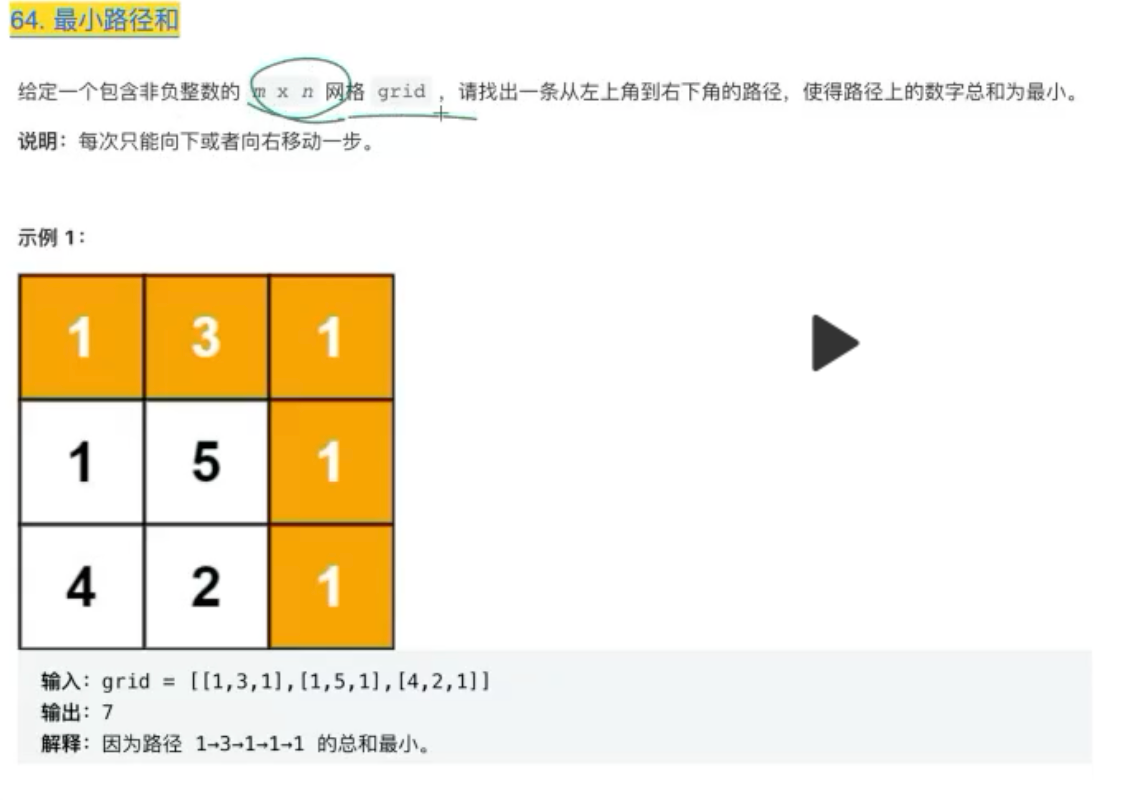 64. 最小路径和
给定一个包含非负整数的 m x n 网格 grid ，请找出一条从左上角到右下角的路径，使得路径上的数字总和为最小。
说明：每次只能向下或者向右移动一步。
示例 1：
1 3 1
1 5 1
4 2 1
输入：grid = [[1,3,1],[1,5,1],[4,2,1]]
输出：7
解释：因为路径 1→3→1→1→1 的总和最小。